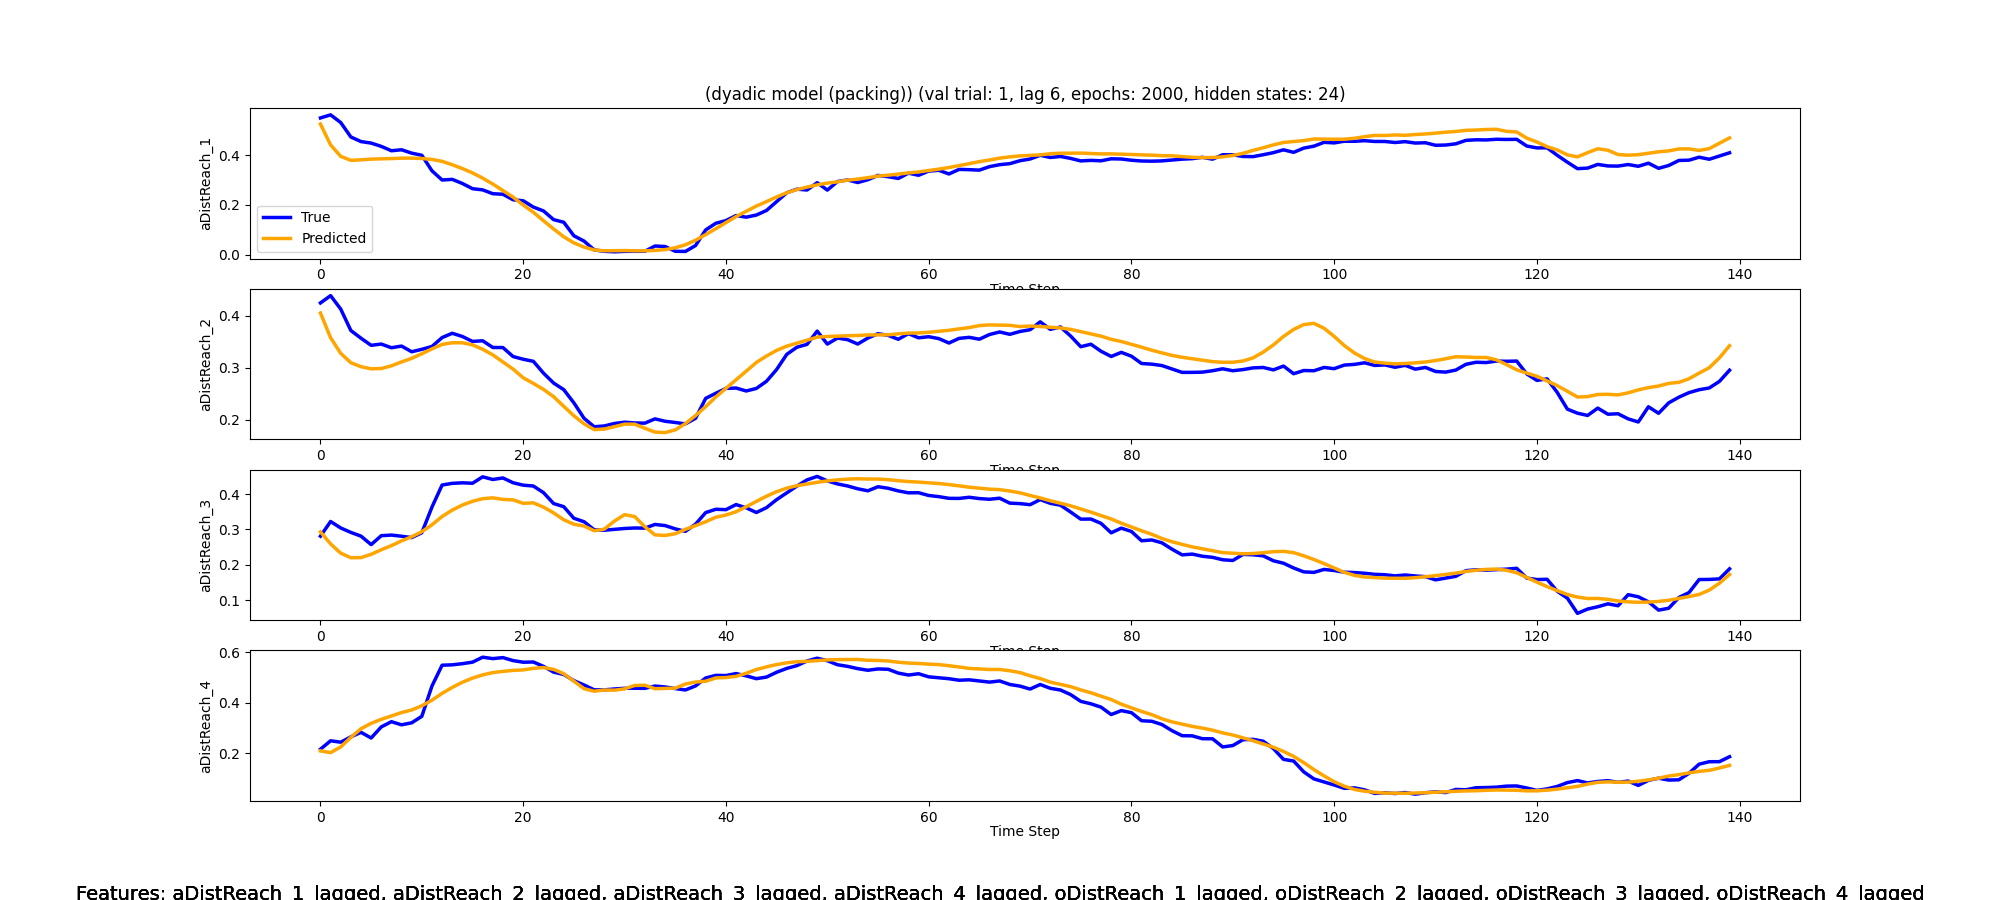 (dyadic model (packing)) (val trial: 1, lag 6, epochs: 2000, hidden states: 24)
aDistReach_1
0.4
0.2
0.0
True
Predicted
0 20 40 60 80 100 120 140
Time Step
aDistReach_2
0.4
0.3
0.2
0 20 40 60 80 100 120 140
Time Step
aDistReach_3
0.4
0.3
0.2
0.1
0 20 40 60 80 100 120 140
Time Step
aDistReach_4
0.6
0.4
0.2
0 20 40 60 80 100 120 140
Time Step
Features: aDistReach_1_lagged, aDistReach_2_lagged, aDistReach_3_lagged, aDistReach_4_lagged, oDistReach_1_lagged, oDistReach_2_lagged, oDistReach_3_lagged, oDistReach_4_lagged